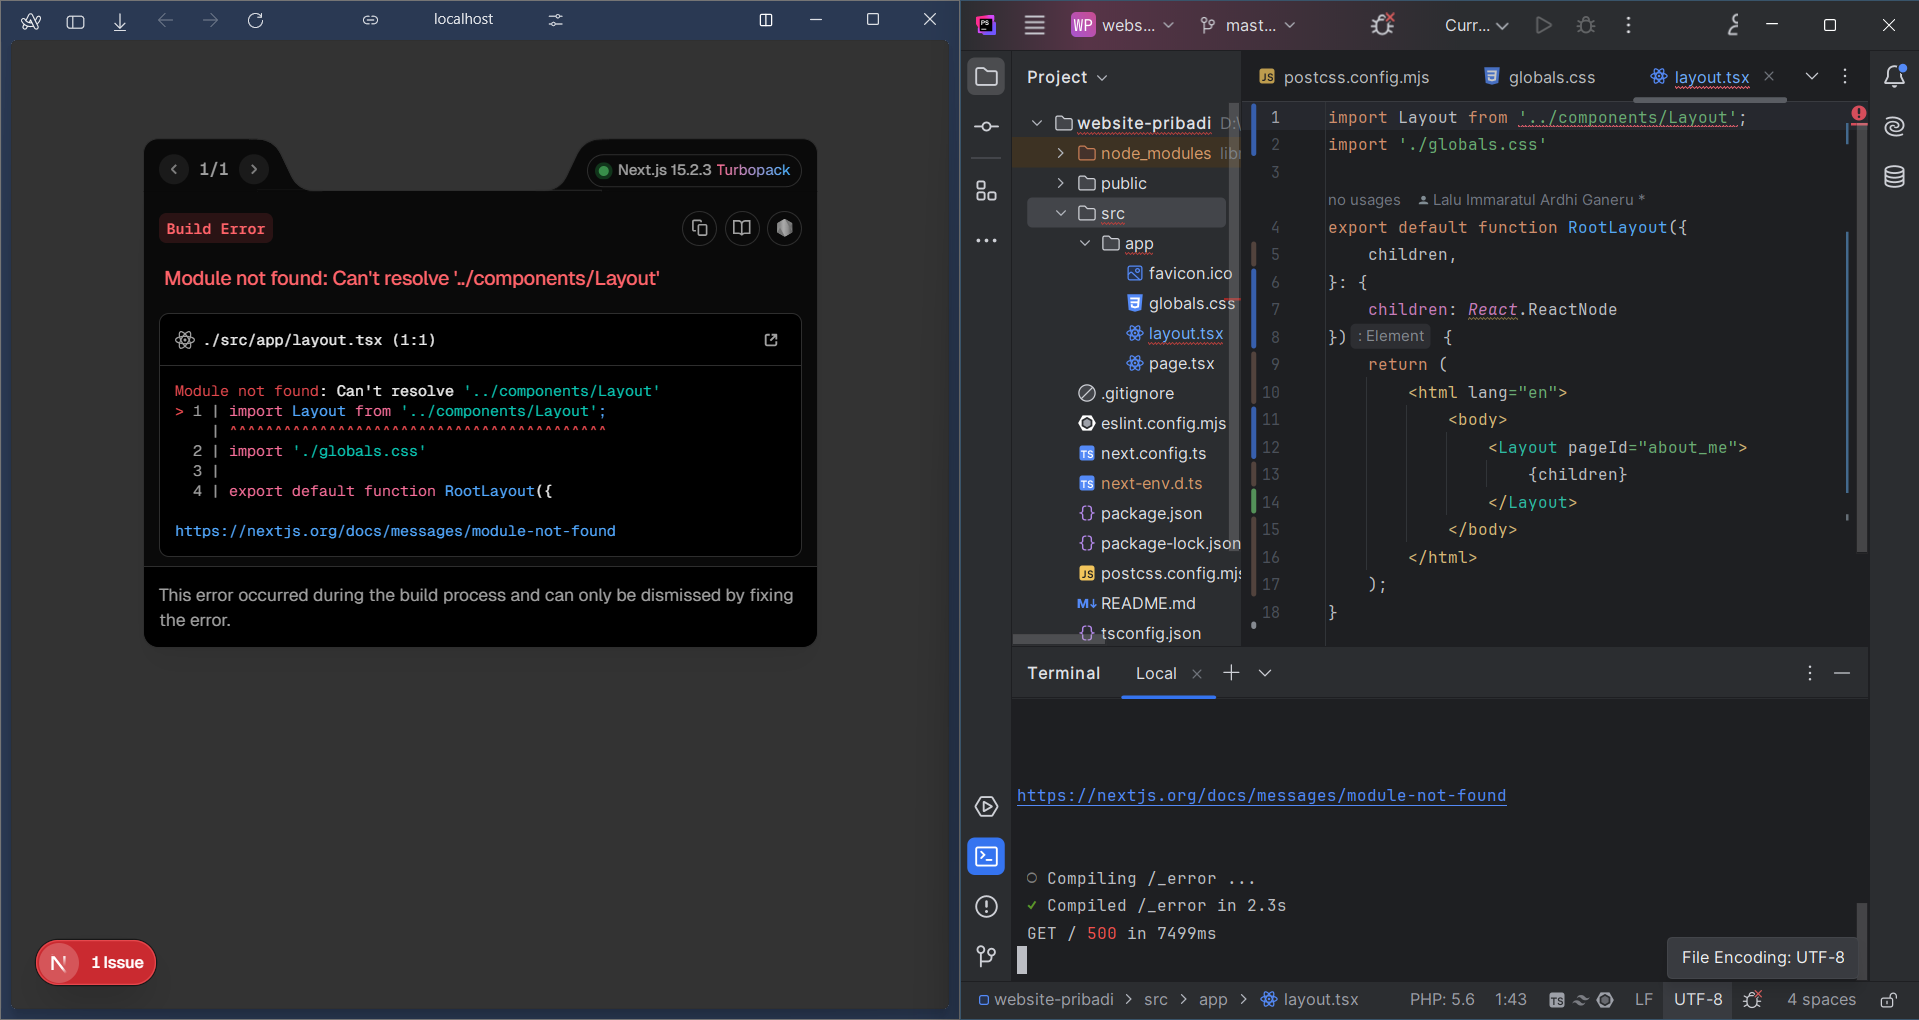 localhost
1/1
Next.js 15.2.3 Turbopack
Build Error
Module not found: Can't resolve '../components/Layout'
./src/app/layout.tsx (1:1)
Module not found: Can't resolve '../components/Layout'
> 1 | import Layout from '../components/Layout';
| ^^^^^^^^^^^^^^^^^^^^^^^^^^^^^^^^^^^^^^^^^^
2 | import './globals.css'
3 |
4 | export default function RootLayout({
https://nextjs.org/docs/messages/module-not-found
This error occurred during the build process and can only be dismissed by fixing
the error.
N 1 Issue
PS WP webs... mast... Curr...
Project
website-pribadi D:\
node_modules libr
public
src
app
favicon.ico
globals.css
layout.tsx
page.tsx
.gitignore
eslint.config.mjs
TS next.config.ts
TS next-env.d.ts
{} package.json
{} package-lock.json
JS postcss.config.mjs
M↓ README.md
{} tsconfig.json
JS postcss.config.mjs globals.css layout.tsx
1 import Layout from '../components/Layout';
2 import './globals.css'
3
no usages Lalu Immaratul Ardhi Ganeru *
4 export default function RootLayout({
5 children,
6 }: {
7 children: React.ReactNode
8 }) : Element {
9 return (
10 <html lang="en">
11 <body>
12 <Layout pageId="about_me">
13 {children}
14 </Layout>
15 </body>
16 </html>
17 );
18 }
Terminal Local
https://nextjs.org/docs/messages/module-not-found
○ Compiling /_error ...
✓ Compiled /_error in 2.3s
GET / 500 in 7499ms
File Encoding: UTF-8
website-pribadi > src > app > layout.tsx PHP: 5.6 1:43 TS LF UTF-8 4 spaces